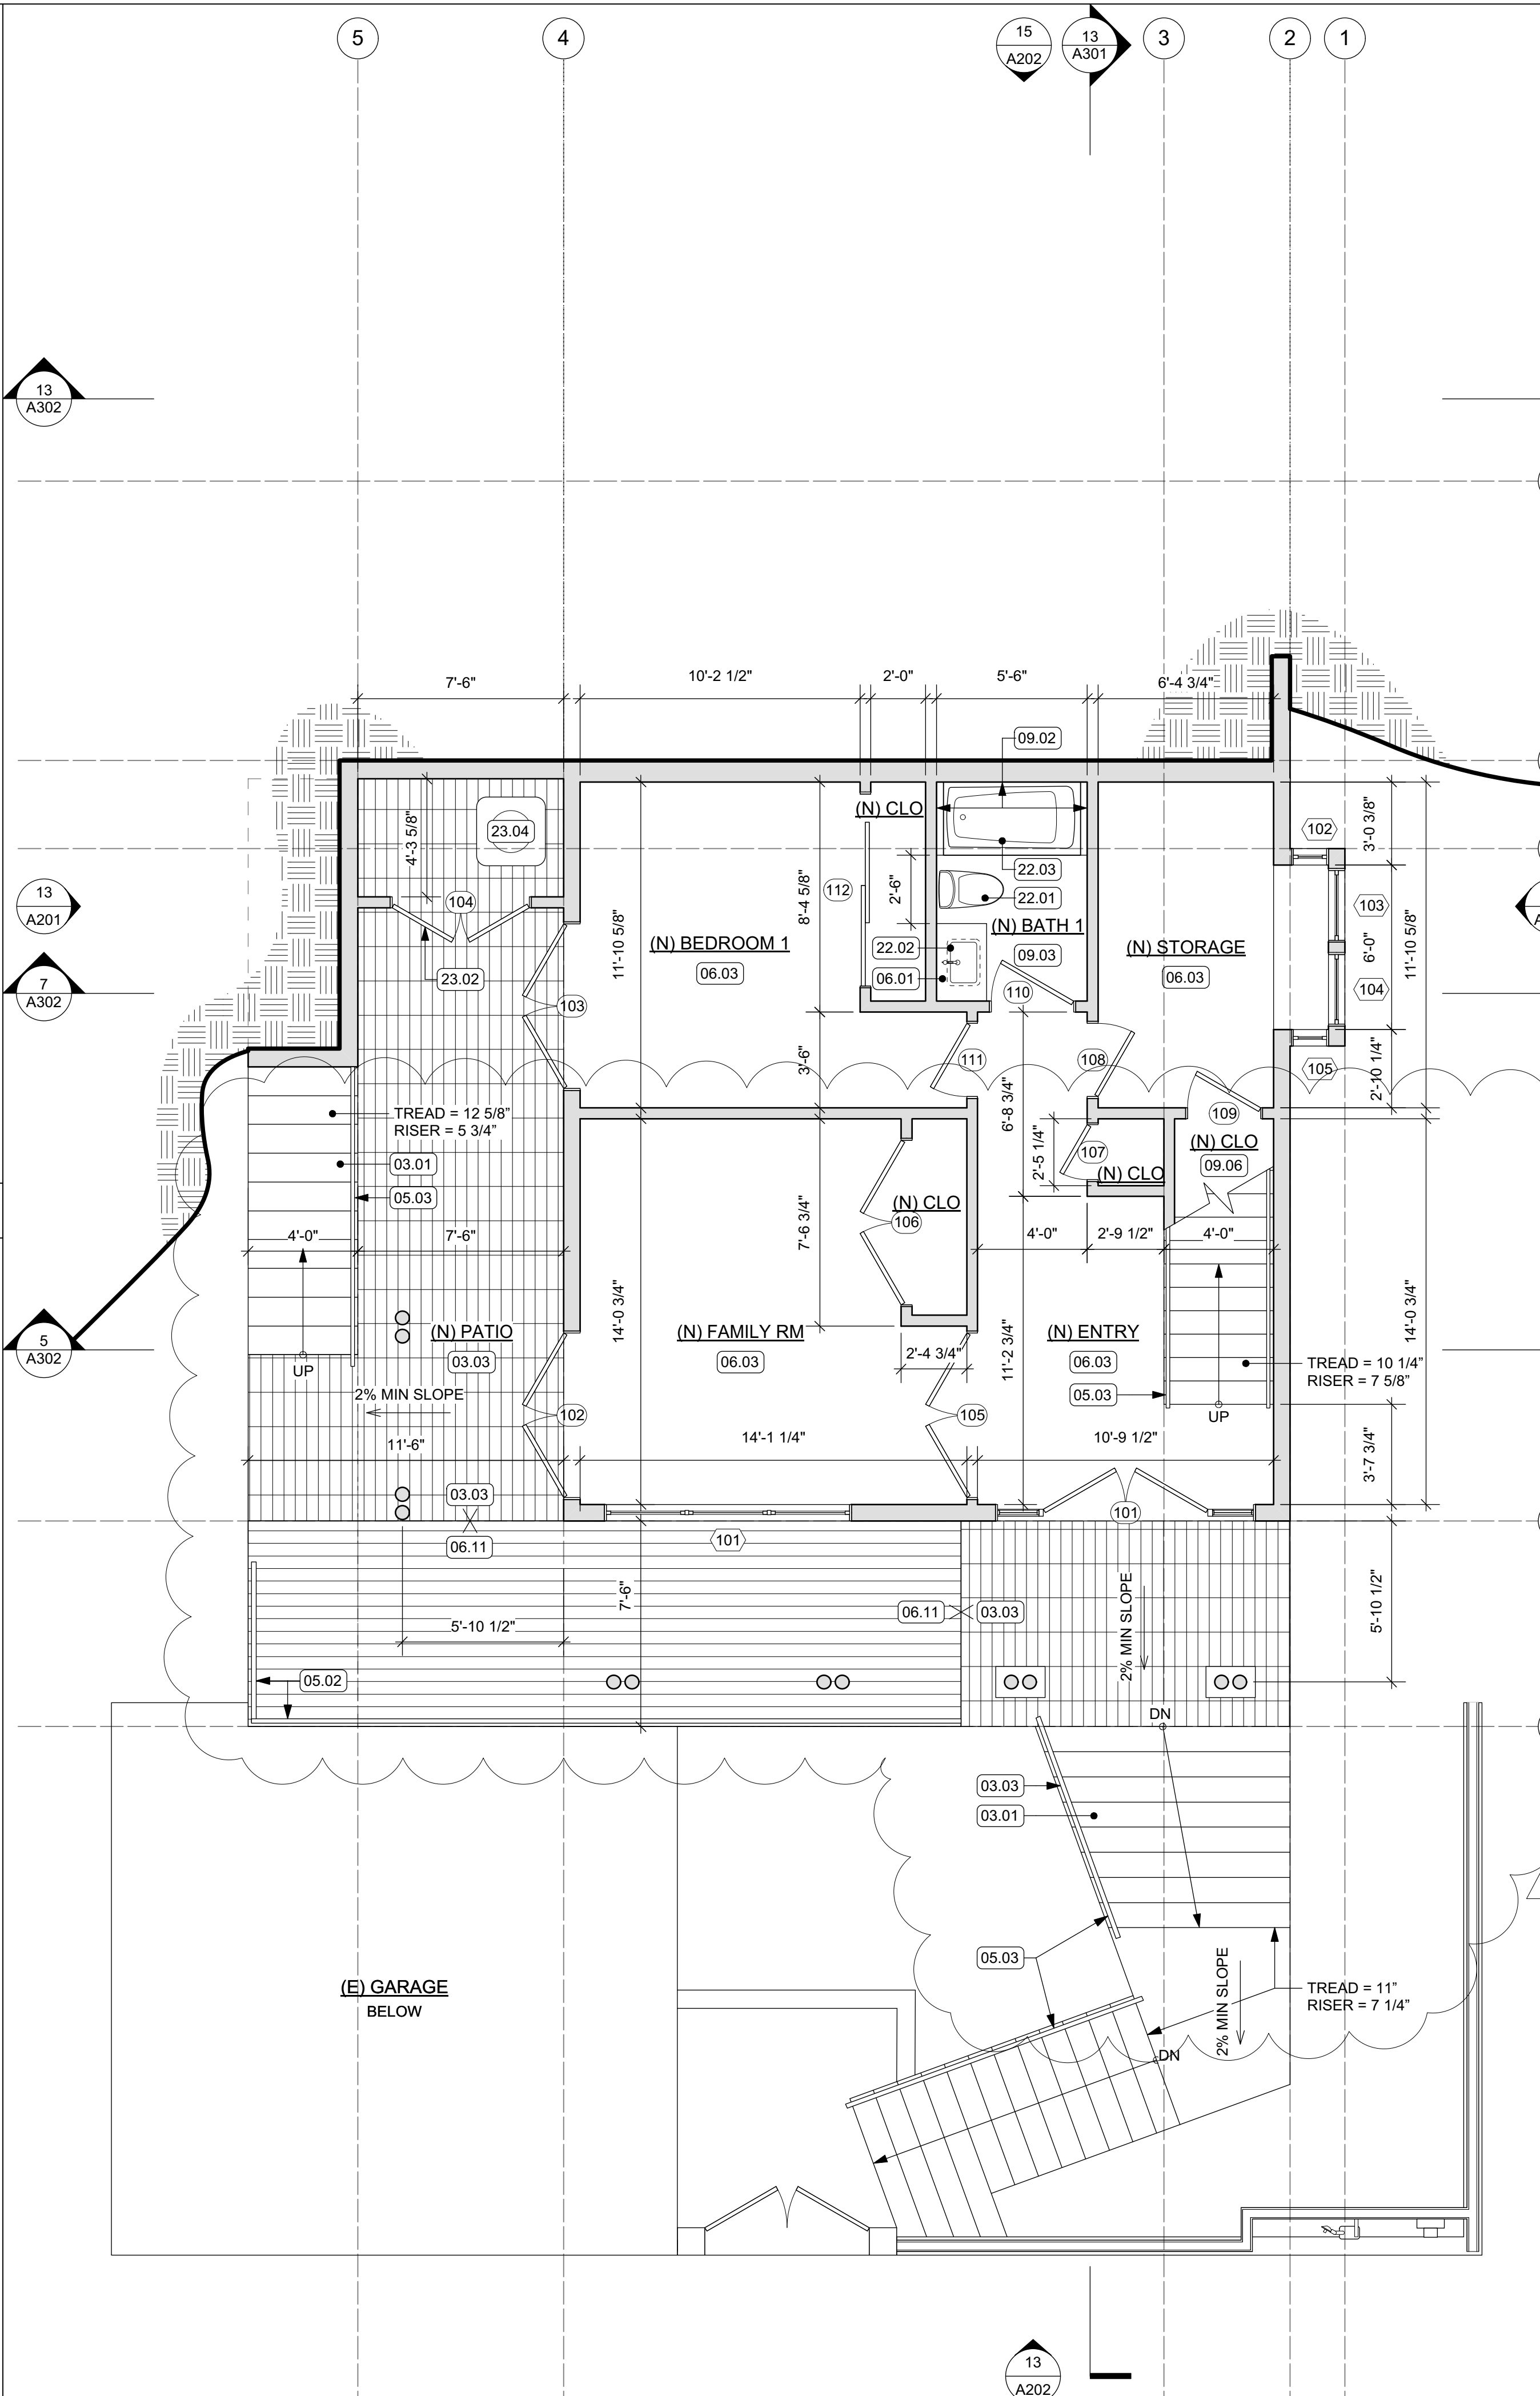 5
4
15
A202
13
A301
3
2
1
13
A302
7'-6"
10'-2 1/2"
2'-0"
5'-6"
6'-4 3/4"
09.02
(N) CLO
23.04
4'-3 5/8"
102
3'-0 3/8"
22.03
13
A201
104
112
8'-4 5/8"
2'-6"
22.01
103
(N) BEDROOM 1
06.03
11'-10 5/8"
(N) BATH 1
09.03
22.02
06.01
(N) STORAGE
06.03
6'-0"
11'-10 5/8"
7
A302
23.02
103
110
104
3'-6"
111
108
105
2'-10 1/4"
TREAD = 12 5/8”
RISER = 5 3/4”
6'-8 3/4"
109
03.01
05.03
2'-5 1/4"
107
(N) CLO
(N) CLO
09.06
(N) CLO
106
7'-6 3/4"
4'-0"
7'-6"
4'-0"
2'-9 1/2"
4'-0"
14'-0 3/4"
14'-0 3/4"
5
A302
UP
(N) PATIO
03.03
(N) FAMILY RM
06.03
2'-4 3/4"
11'-2 3/4"
(N) ENTRY
06.03
05.03
TREAD = 10 1/4”
RISER = 7 5/8”
2% MIN SLOPE
102
105
UP
11'-6"
14'-1 1/4"
10'-9 1/2"
3'-7 3/4"
03.03
06.11
101
101
7'-6"
06.11
03.03
2% MIN SLOPE
5'-10 1/2"
5'-10 1/2"
05.02
DN
03.03
03.01
05.03
(E) GARAGE
BELOW
2% MIN SLOPE
TREAD = 11”
RISER = 7 1/4”
DN
13
A202